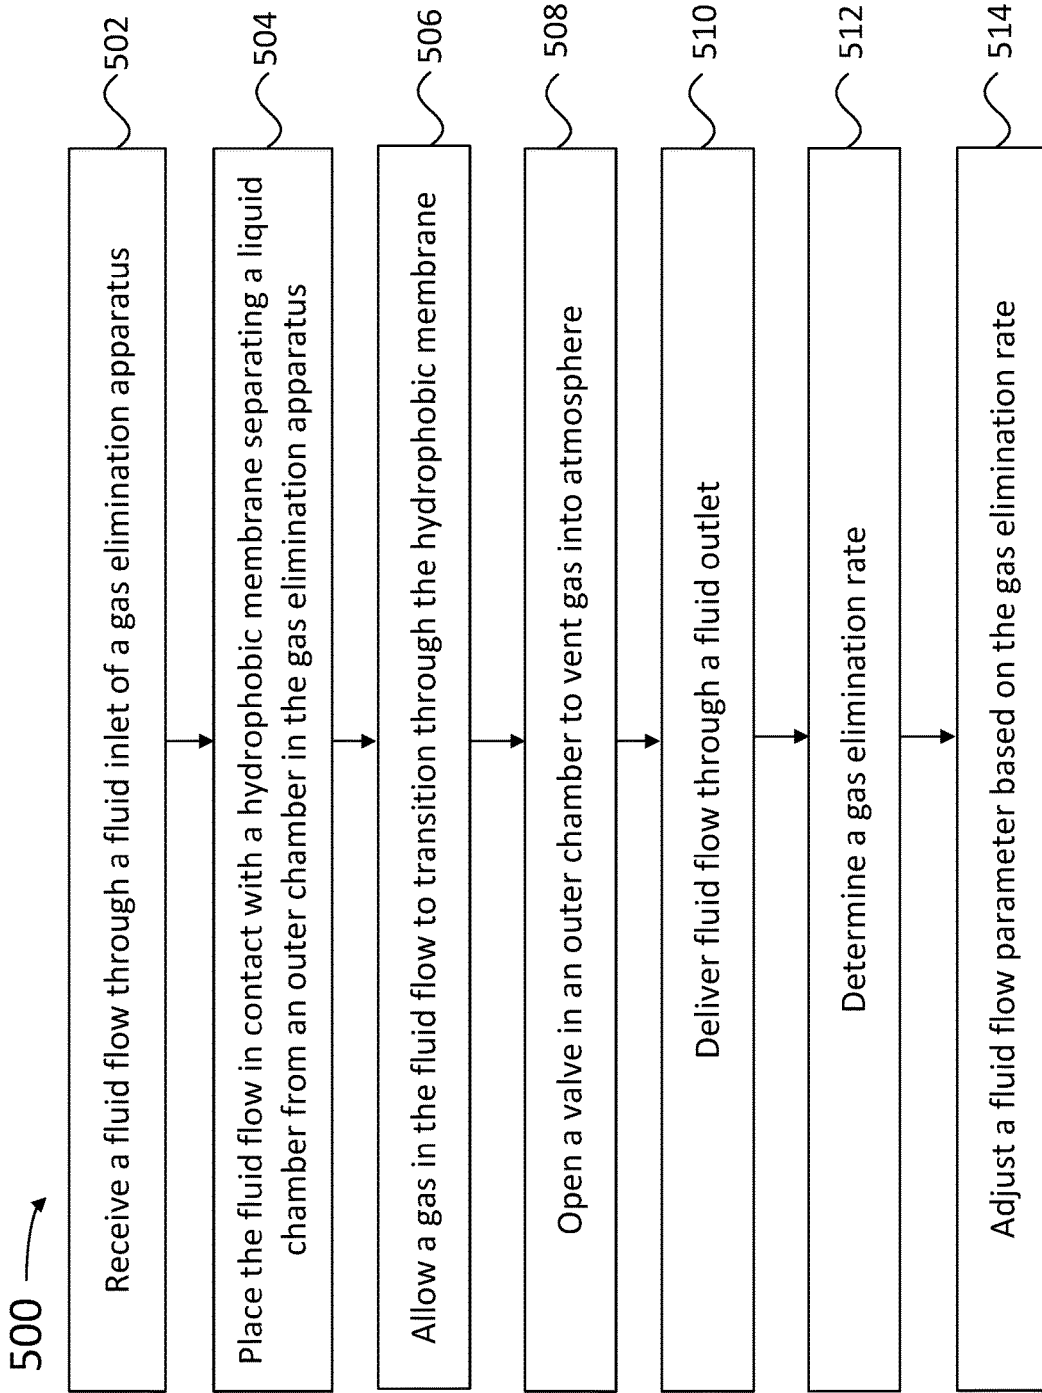 500
Receive a fluid flow through a fluid inlet of a gas elimination apparatus
502
Place the fluid flow in contact with a hydrophobic membrane separating a liquid
chamber from an outer chamber in the gas elimination apparatus
504
Allow a gas in the fluid flow to transition through the hydrophobic membrane
506
Open a valve in an outer chamber to vent gas into atmosphere
508
Deliver fluid flow through a fluid outlet
510
Determine a gas elimination rate
512
Adjust a fluid flow parameter based on the gas elimination rate
514